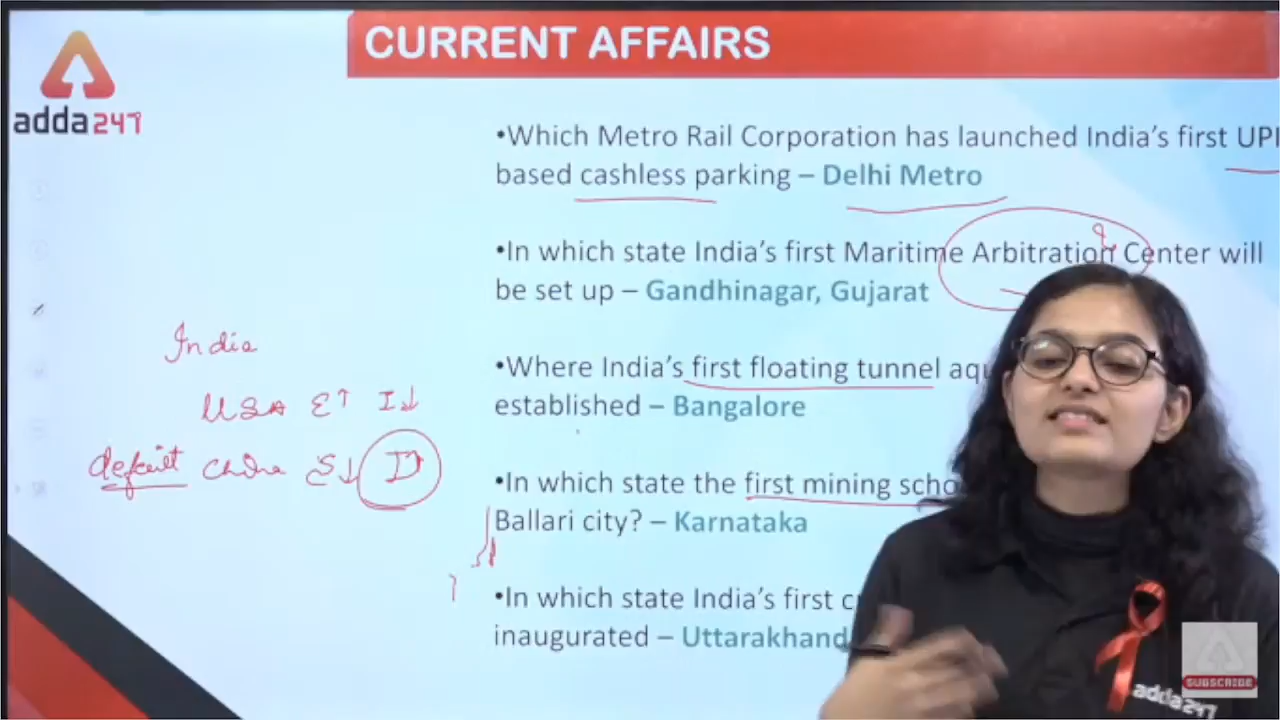 CURRENT AFFAIRS
adda247
•Which Metro Rail Corporation has launched India's first UPI
based cashless parking – Delhi Metro
•In which state India's first Maritime Arbitration Center will
be set up – Gandhinagar, Gujarat
•Where India's first floating tunnel
established – Bangalore
•In which state the first mining
Ballari city? – Karnataka
•In which state India's first
inaugurated – Uttarakhand
India
USA E↑ I↓
deficit China E↓ I↑
adda247
SUBSCRIBE